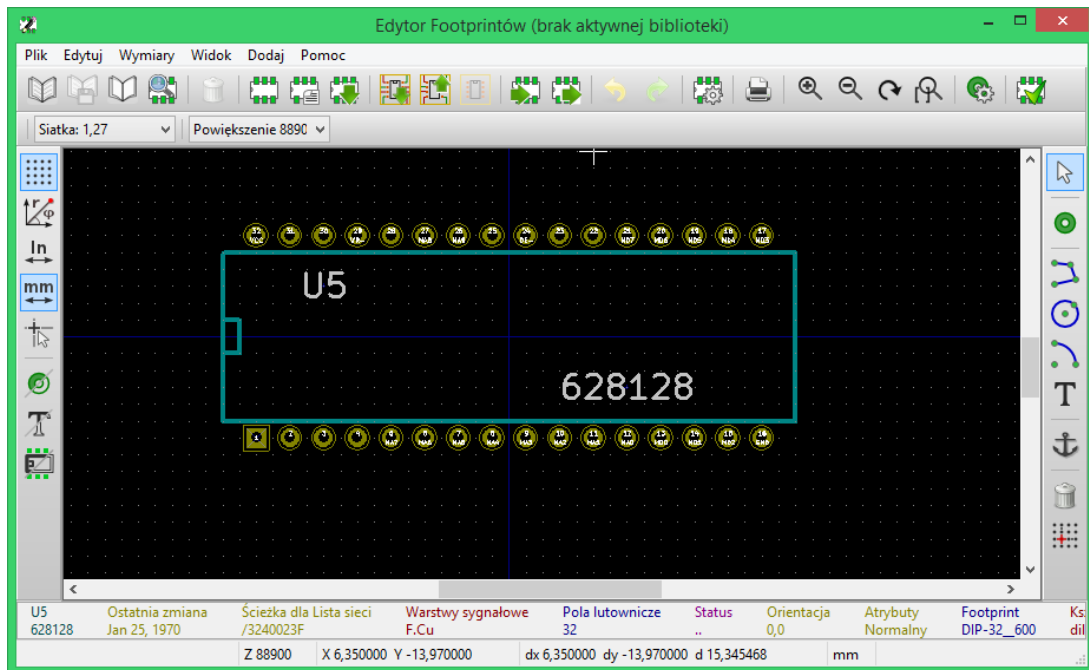 Edytor Footprintów (brak aktywnej biblioteki)
Plik Edytuj Wymiary Widok Dodaj Pomoc
Siatka: 1,27 Powiększenie 8890
In
mm
U5
628128
T
U5 Ostatnia zmiana Ścieżka dla Lista sieci Warstwy sygnałowe Pola lutownicze Status Orientacja Atrybuty Footprint
628128 Jan 25, 1970 /3240023F F.Cu 32 .. 0,0 Normalny DIP-32__600
Z 88900 X 6,350000 Y -13,970000 dx 6,350000 dy -13,970000 d 15,345468 mm